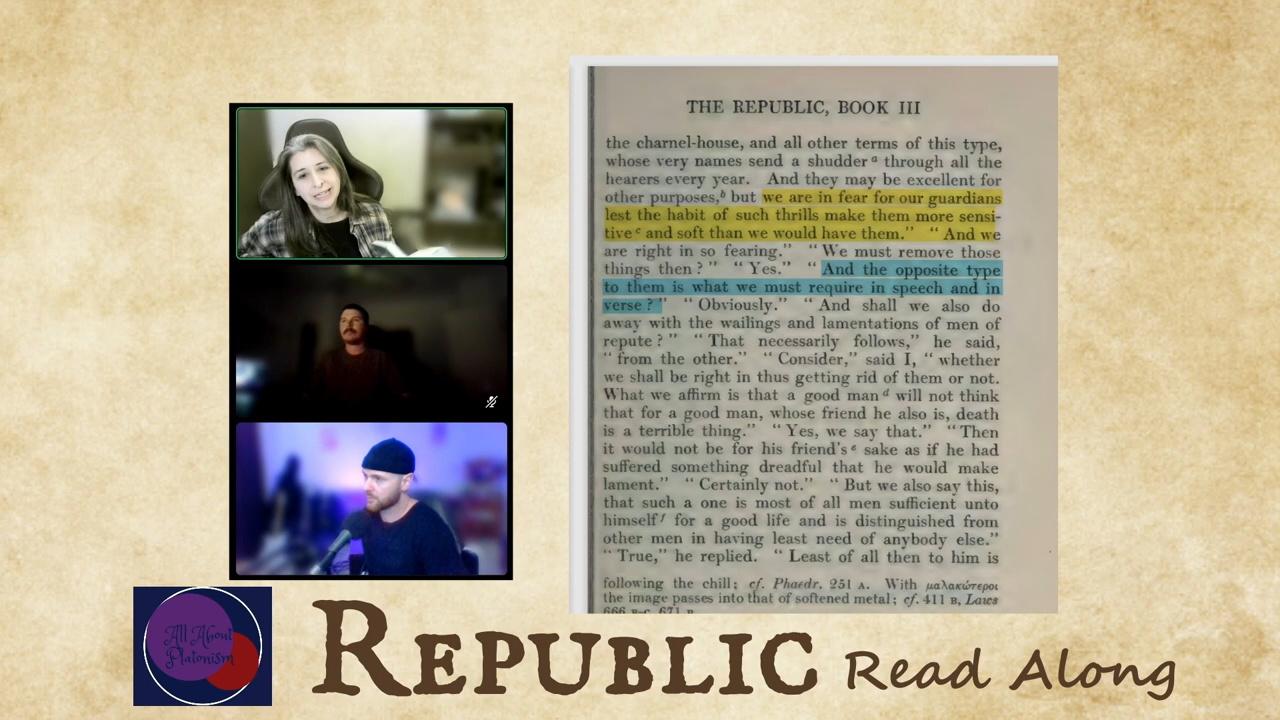 THE REPUBLIC, BOOK III
the charnel-house, and all other terms of this type,
whose very names send a shudder ᵃ through all the
hearers every year. And they may be excellent for
other purposes,ᵇ but we are in fear for our guardians
lest the habit of such thrills make them more sensi-
tive ᶜ and soft than we would have them.” “ And we
are right in so fearing.” “ We must remove those
things then ? ” “ Yes.” “ And the opposite type
to them is what we must require in speech and in
verse ? ” “ Obviously.” “ And shall we also do
away with the wailings and lamentations of men of
repute ? ” “ That necessarily follows,” he said,
“ from the other.” “ Consider,” said I, “ whether
we shall be right in thus getting rid of them or not.
What we affirm is that a good man ᵈ will not think
that for a good man, whose friend he also is, death
is a terrible thing.” “ Yes, we say that.” “ Then
it would not be for his friend’s ᵉ sake as if he had
suffered something dreadful that he would make
lament.” “ Certainly not.” “ But we also say this,
that such a one is most of all men sufficient unto
himself ᶠ for a good life and is distinguished from
other men in having least need of anybody else.”
“ True,” he replied. “ Least of all then to him is
following the chill ; cf. Phaedr. 251 A. With μαλακώτεροι
the image passes into that of softened metal ; cf. 411 B, Laws
666 B-C, 671 B
All About
Platonism
REPUBLIC Read Along